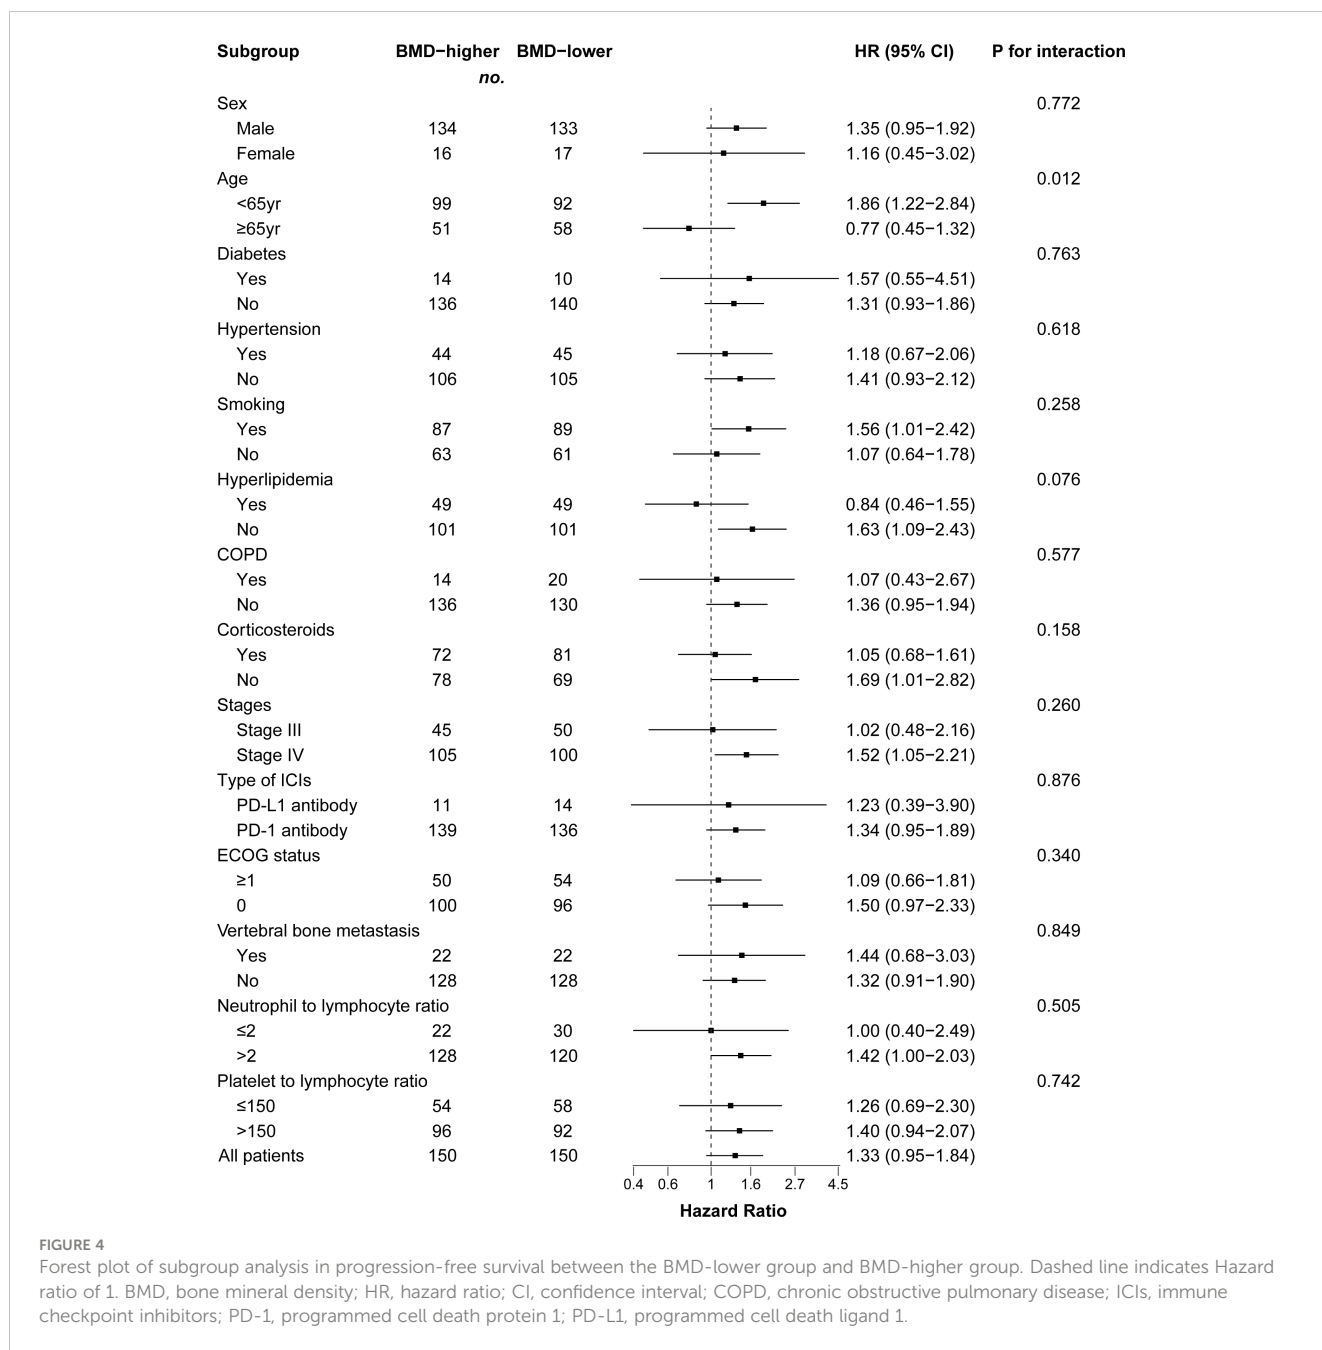 Subgroup BMD−higher BMD−lower HR (95% CI) P for interaction
no.
Sex 0.772
Male 134 133 1.35 (0.95−1.92)
Female 16 17 1.16 (0.45−3.02)
Age 0.012
<65yr 99 92 1.86 (1.22−2.84)
≥65yr 51 58 0.77 (0.45−1.32)
Diabetes 0.763
Yes 14 10 1.57 (0.55−4.51)
No 136 140 1.31 (0.93−1.86)
Hypertension 0.618
Yes 44 45 1.18 (0.67−2.06)
No 106 105 1.41 (0.93−2.12)
Smoking 0.258
Yes 87 89 1.56 (1.01−2.42)
No 63 61 1.07 (0.64−1.78)
Hyperlipidemia 0.076
Yes 49 49 0.84 (0.46−1.55)
No 101 101 1.63 (1.09−2.43)
COPD 0.577
Yes 14 20 1.07 (0.43−2.67)
No 136 130 1.36 (0.95−1.94)
Corticosteroids 0.158
Yes 72 81 1.05 (0.68−1.61)
No 78 69 1.69 (1.01−2.82)
Stages 0.260
Stage III 45 50 1.02 (0.48−2.16)
Stage IV 105 100 1.52 (1.05−2.21)
Type of ICIs 0.876
PD-L1 antibody 11 14 1.23 (0.39−3.90)
PD-1 antibody 139 136 1.34 (0.95−1.89)
ECOG status 0.340
≥1 50 54 1.09 (0.66−1.81)
0 100 96 1.50 (0.97−2.33)
Vertebral bone metastasis 0.849
Yes 22 22 1.44 (0.68−3.03)
No 128 128 1.32 (0.91−1.90)
Neutrophil to lymphocyte ratio 0.505
≤2 22 30 1.00 (0.40−2.49)
>2 128 120 1.42 (1.00−2.03)
Platelet to lymphocyte ratio 0.742
≤150 54 58 1.26 (0.69−2.30)
>150 96 92 1.40 (0.94−2.07)
All patients 150 150 1.33 (0.95−1.84)
0.4 0.6 1 1.6 2.7 4.5
Hazard Ratio
FIGURE 4
Forest plot of subgroup analysis in progression-free survival between the BMD-lower group and BMD-higher group. Dashed line indicates Hazard
ratio of 1. BMD, bone mineral density; HR, hazard ratio; CI, confidence interval; COPD, chronic obstructive pulmonary disease; ICIs, immune
checkpoint inhibitors; PD-1, programmed cell death protein 1; PD-L1, programmed cell death ligand 1.